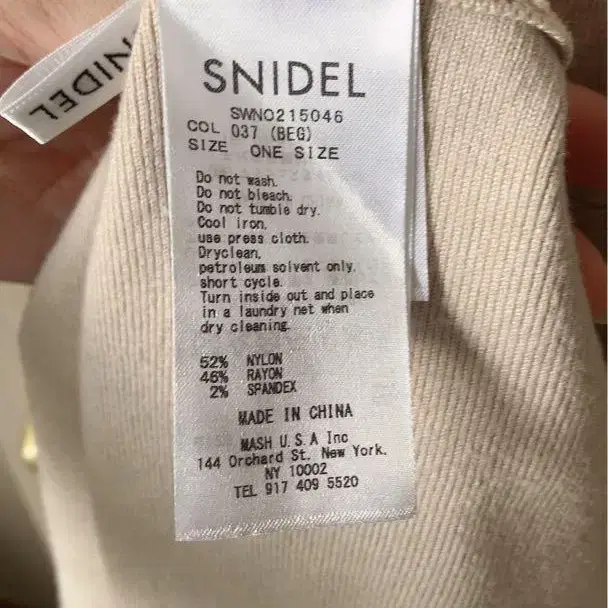 SNIDEL
SNIDEL
SWNO215046
COL 037 (BEG)
SIZE ONE SIZE
Do not wash.
Do not bleach.
Do not tumble dry.
Cool iron,
use press cloth.
Dryclean,
petroleum solvent only.
short cycle.
Turn inside out and place
in a laundry net when
dry cleaning.
52% NYLON
46% RAYON
2% SPANDEX
MADE IN CHINA
MASH U.S.A Inc
144 Orchard St. New York.
NY 10002
TEL 917 409 5520